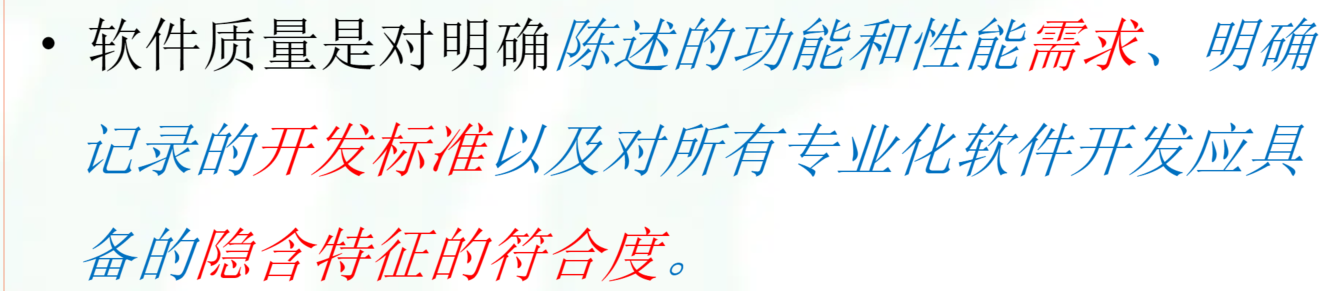 • 软件质量是对明确陈述的功能和性能需求、明确
记录的开发标准以及对所有专业化软件开发应具
备的隐含特征的符合度。